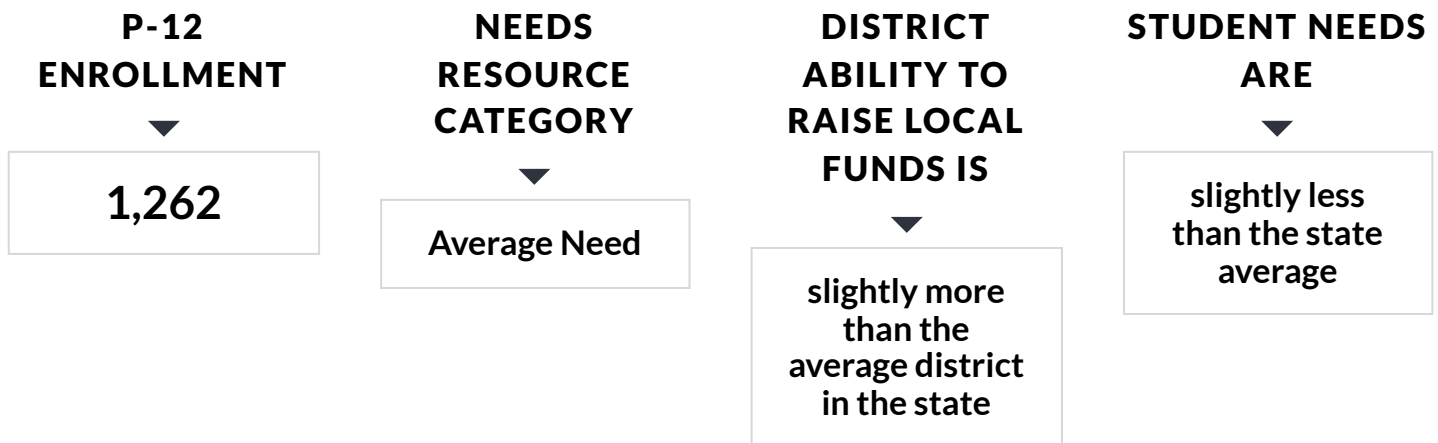 P-12
ENROLLMENT
1,262
NEEDS
RESOURCE
CATEGORY
Average Need
DISTRICT
ABILITY TO
RAISE LOCAL
FUNDS IS
slightly more
than the
average district
in the state
STUDENT NEEDS
ARE
slightly less
than the state
average